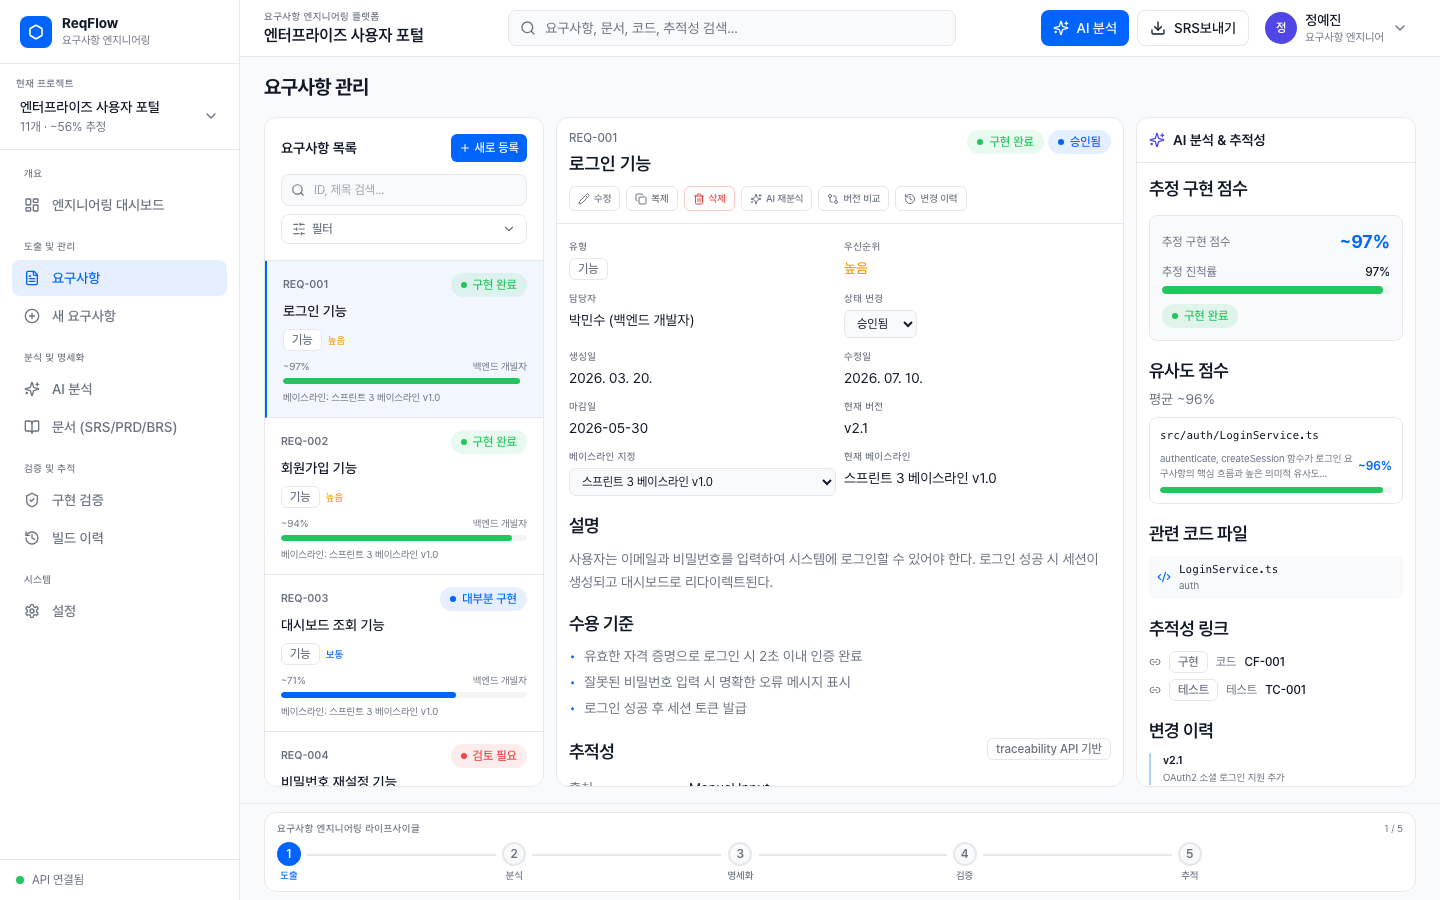 ReqFlow
요구사항 엔지니어링
현재 프로젝트
엔터프라이즈 사용자 포털
11개 · ~56% 추정
개요
엔지니어링 대시보드
도출 및 관리
요구사항
새 요구사항
분석 및 명세화
AI 분석
문서 (SRS/PRD/BRS)
검증 및 추적
구현 검증
빌드 이력
시스템
설정
API 연결됨
요구사항 엔지니어링 플랫폼
엔터프라이즈 사용자 포털
요구사항, 문서, 코드, 추적성 검색...
AI 분석
SRS보내기
정
정예진
요구사항 엔지니어
요구사항 관리
요구사항 목록
+ 새로 등록
ID, 제목 검색...
필터
REQ-001
구현 완료
로그인 기능
기능
높음
~97%
백엔드 개발자
베이스라인: 스프린트 3 베이스라인 v1.0
REQ-002
구현 완료
회원가입 기능
기능
높음
~94%
백엔드 개발자
베이스라인: 스프린트 3 베이스라인 v1.0
REQ-003
대부분 구현
대시보드 조회 기능
기능
보통
~71%
백엔드 개발자
베이스라인: 스프린트 3 베이스라인 v1.0
REQ-004
검토 필요
비밀번호 재설정 기능
REQ-001
구현 완료
승인됨
로그인 기능
수정
복제
삭제
AI 재분석
버전 비교
변경 이력
유형
기능
우선순위
높음
담당자
박민수 (백엔드 개발자)
상태 변경
승인됨
생성일
2026. 03. 20.
수정일
2026. 07. 10.
마감일
2026-05-30
현재 버전
v2.1
베이스라인 지정
스프린트 3 베이스라인 v1.0
현재 베이스라인
스프린트 3 베이스라인 v1.0
설명
사용자는 이메일과 비밀번호를 입력하여 시스템에 로그인할 수 있어야 한다. 로그인 성공 시 세션이
생성되고 대시보드로 리다이렉트된다.
수용 기준
• 유효한 자격 증명으로 로그인 시 2초 이내 인증 완료
• 잘못된 비밀번호 입력 시 명확한 오류 메시지 표시
• 로그인 성공 후 세션 토큰 발급
추적성
traceability API 기반
출처
Manual Input
AI 분석 & 추적성
추정 구현 점수
추정 구현 점수
~97%
추정 진척률
97%
구현 완료
유사도 점수
평균 ~96%
src/auth/LoginService.ts
authenticate, createSession 함수가 로그인 요
구사항의 핵심 흐름과 높은 의미적 유사도...
~96%
관련 코드 파일
LoginService.ts
auth
추적성 링크
구현
코드
CF-001
테스트
테스트
TC-001
변경 이력
v2.1
OAuth2 소셜 로그인 지원 추가
요구사항 엔지니어링 라이프사이클
1 / 5
1
도출
2
분석
3
명세화
4
검증
5
추적